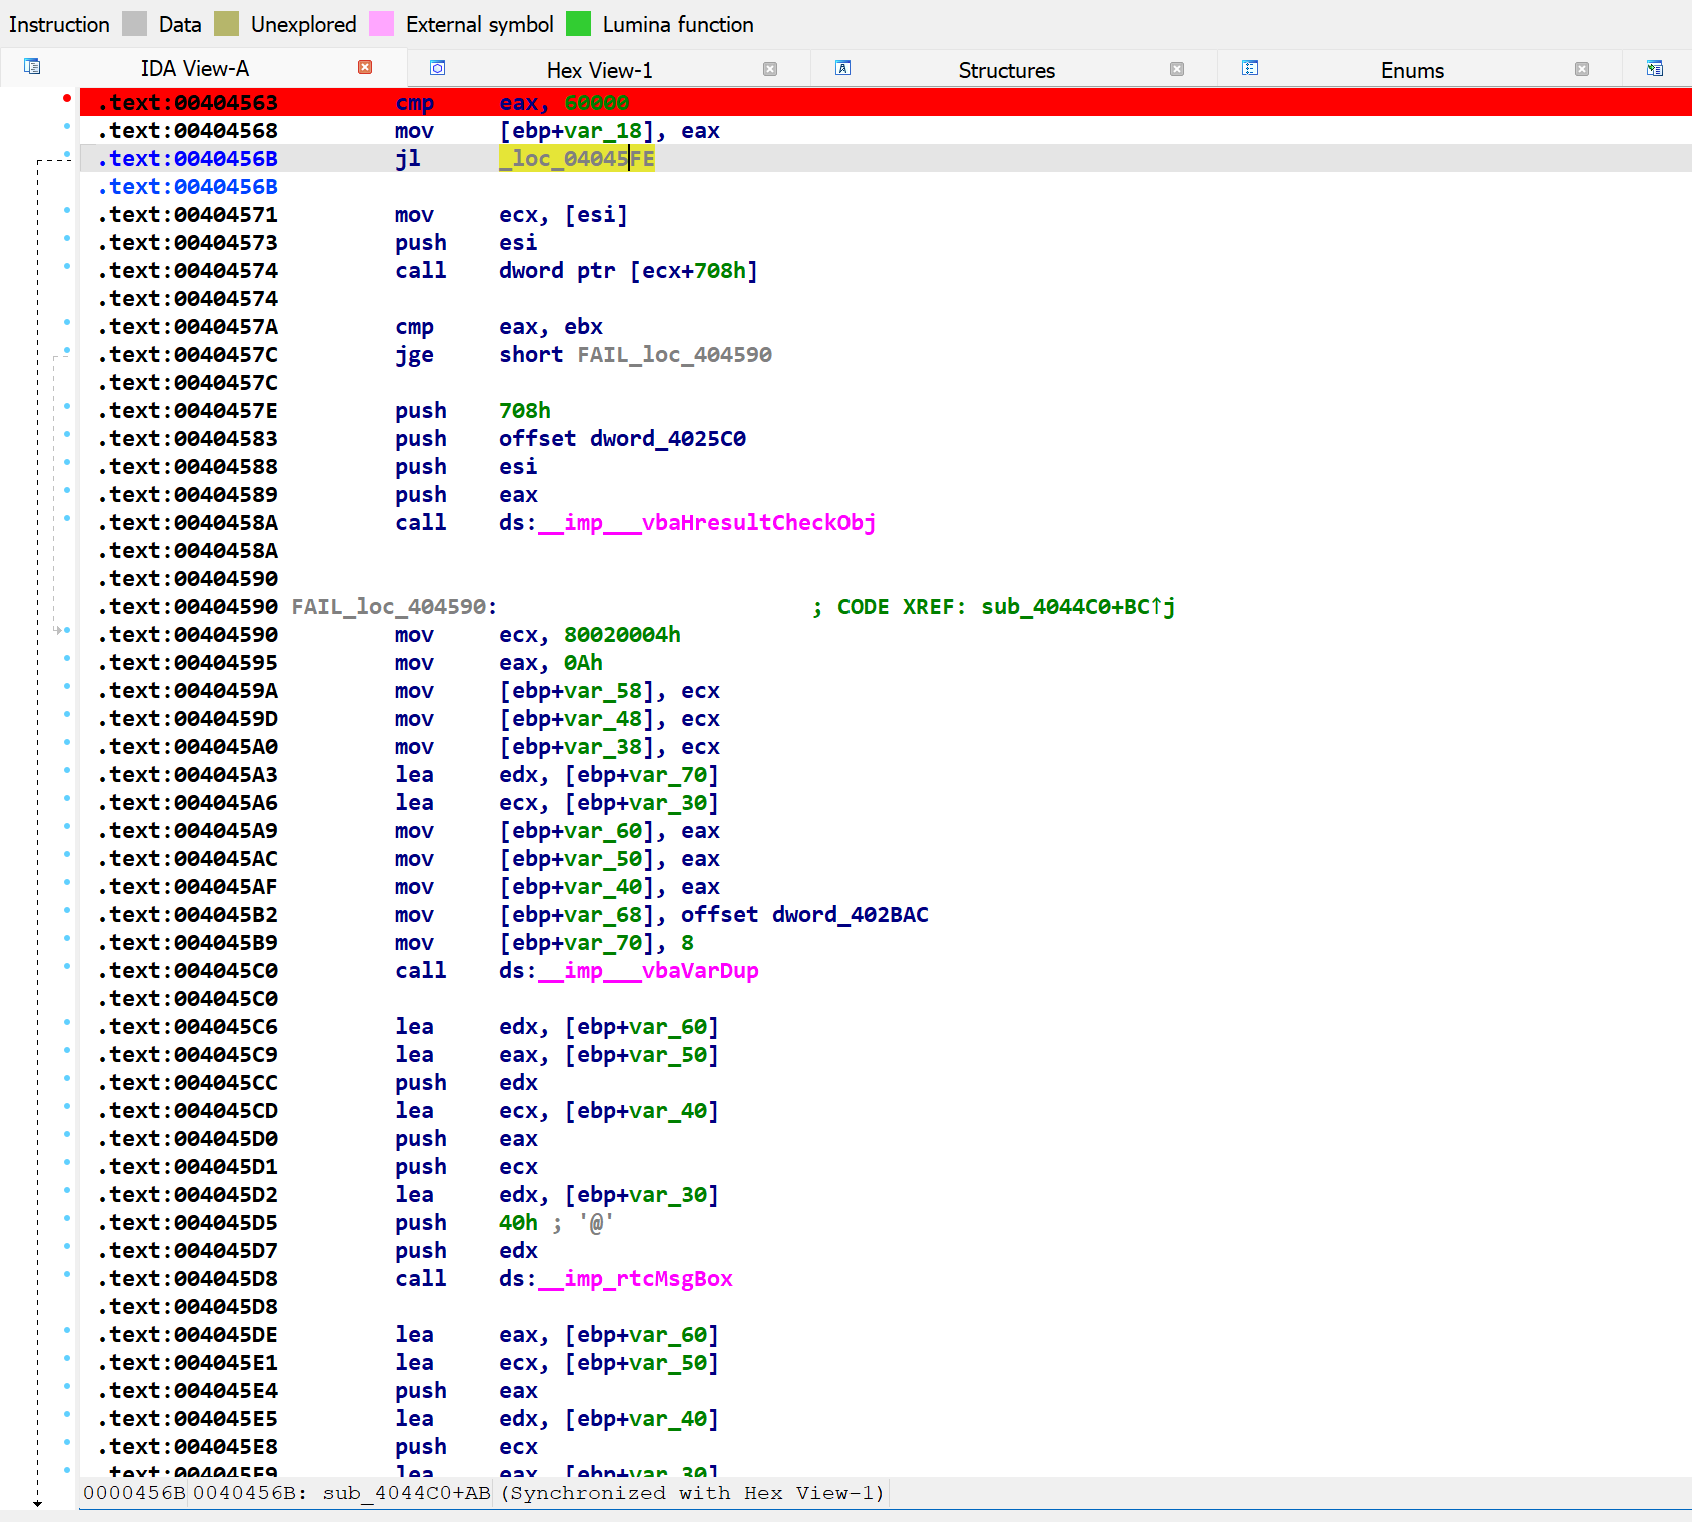 Instruction Data Unexplored External symbol Lumina function
IDA View-A Hex View-1 Structures Enums
.text:00404563 cmp eax, 60000
.text:00404568 mov [ebp+var_18], eax
.text:0040456B jl _loc_04045FE
.text:0040456B
.text:00404571 mov ecx, [esi]
.text:00404573 push esi
.text:00404574 call dword ptr [ecx+708h]
.text:00404574
.text:0040457A cmp eax, ebx
.text:0040457C jge short FAIL_loc_404590
.text:0040457C
.text:0040457E push 708h
.text:00404583 push offset dword_4025C0
.text:00404588 push esi
.text:00404589 push eax
.text:0040458A call ds:__imp___vbaHresultCheckObj
.text:0040458A
.text:00404590
.text:00404590 FAIL_loc_404590: ; CODE XREF: sub_4044C0+BC↑j
.text:00404590 mov ecx, 80020004h
.text:00404595 mov eax, 0Ah
.text:0040459A mov [ebp+var_58], ecx
.text:0040459D mov [ebp+var_48], ecx
.text:004045A0 mov [ebp+var_38], ecx
.text:004045A3 lea edx, [ebp+var_70]
.text:004045A6 lea ecx, [ebp+var_30]
.text:004045A9 mov [ebp+var_60], eax
.text:004045AC mov [ebp+var_50], eax
.text:004045AF mov [ebp+var_40], eax
.text:004045B2 mov [ebp+var_68], offset dword_402BAC
.text:004045B9 mov [ebp+var_70], 8
.text:004045C0 call ds:__imp___vbaVarDup
.text:004045C0
.text:004045C6 lea edx, [ebp+var_60]
.text:004045C9 lea eax, [ebp+var_50]
.text:004045CC push edx
.text:004045CD lea ecx, [ebp+var_40]
.text:004045D0 push eax
.text:004045D1 push ecx
.text:004045D2 lea edx, [ebp+var_30]
.text:004045D5 push 40h ; '@'
.text:004045D7 push edx
.text:004045D8 call ds:__imp_rtcMsgBox
.text:004045D8
.text:004045DE lea eax, [ebp+var_60]
.text:004045E1 lea ecx, [ebp+var_50]
.text:004045E4 push eax
.text:004045E5 lea edx, [ebp+var_40]
.text:004045E8 push ecx
.text:004045E9 lea eax, [ebp+var_30]
0000456B 0040456B: sub_4044C0+AB (Synchronized with Hex View-1)